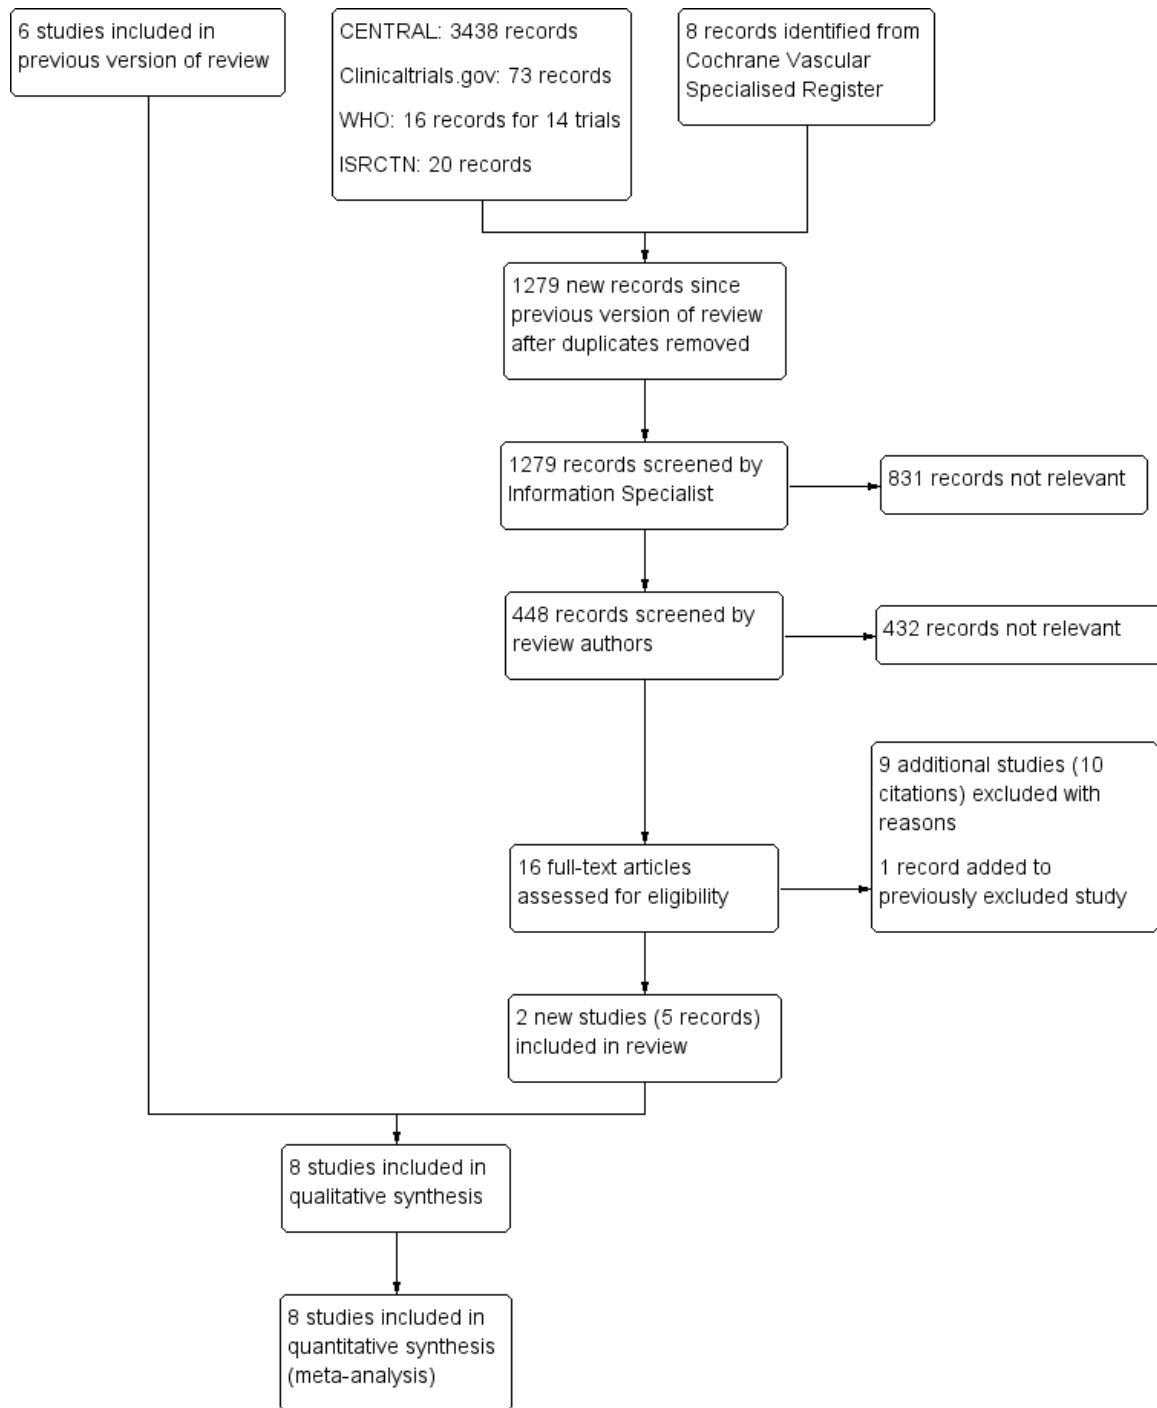 6 studies included in
previous version of review
CENTRAL: 3438 records
Clinicaltrials.gov: 73 records
WHO: 16 records for 14 trials
ISRCTN: 20 records
8 records identified from
Cochrane Vascular
Specialised Register
1279 new records since
previous version of review
after duplicates removed
1279 records screened by
Information Specialist
831 records not relevant
448 records screened by
review authors
432 records not relevant
9 additional studies (10
citations) excluded with
reasons
1 record added to
previously excluded study
16 full-text articles
assessed for eligibility
2 new studies (5 records)
included in review
8 studies included in
qualitative synthesis
8 studies included in
quantitative synthesis
(meta-analysis)